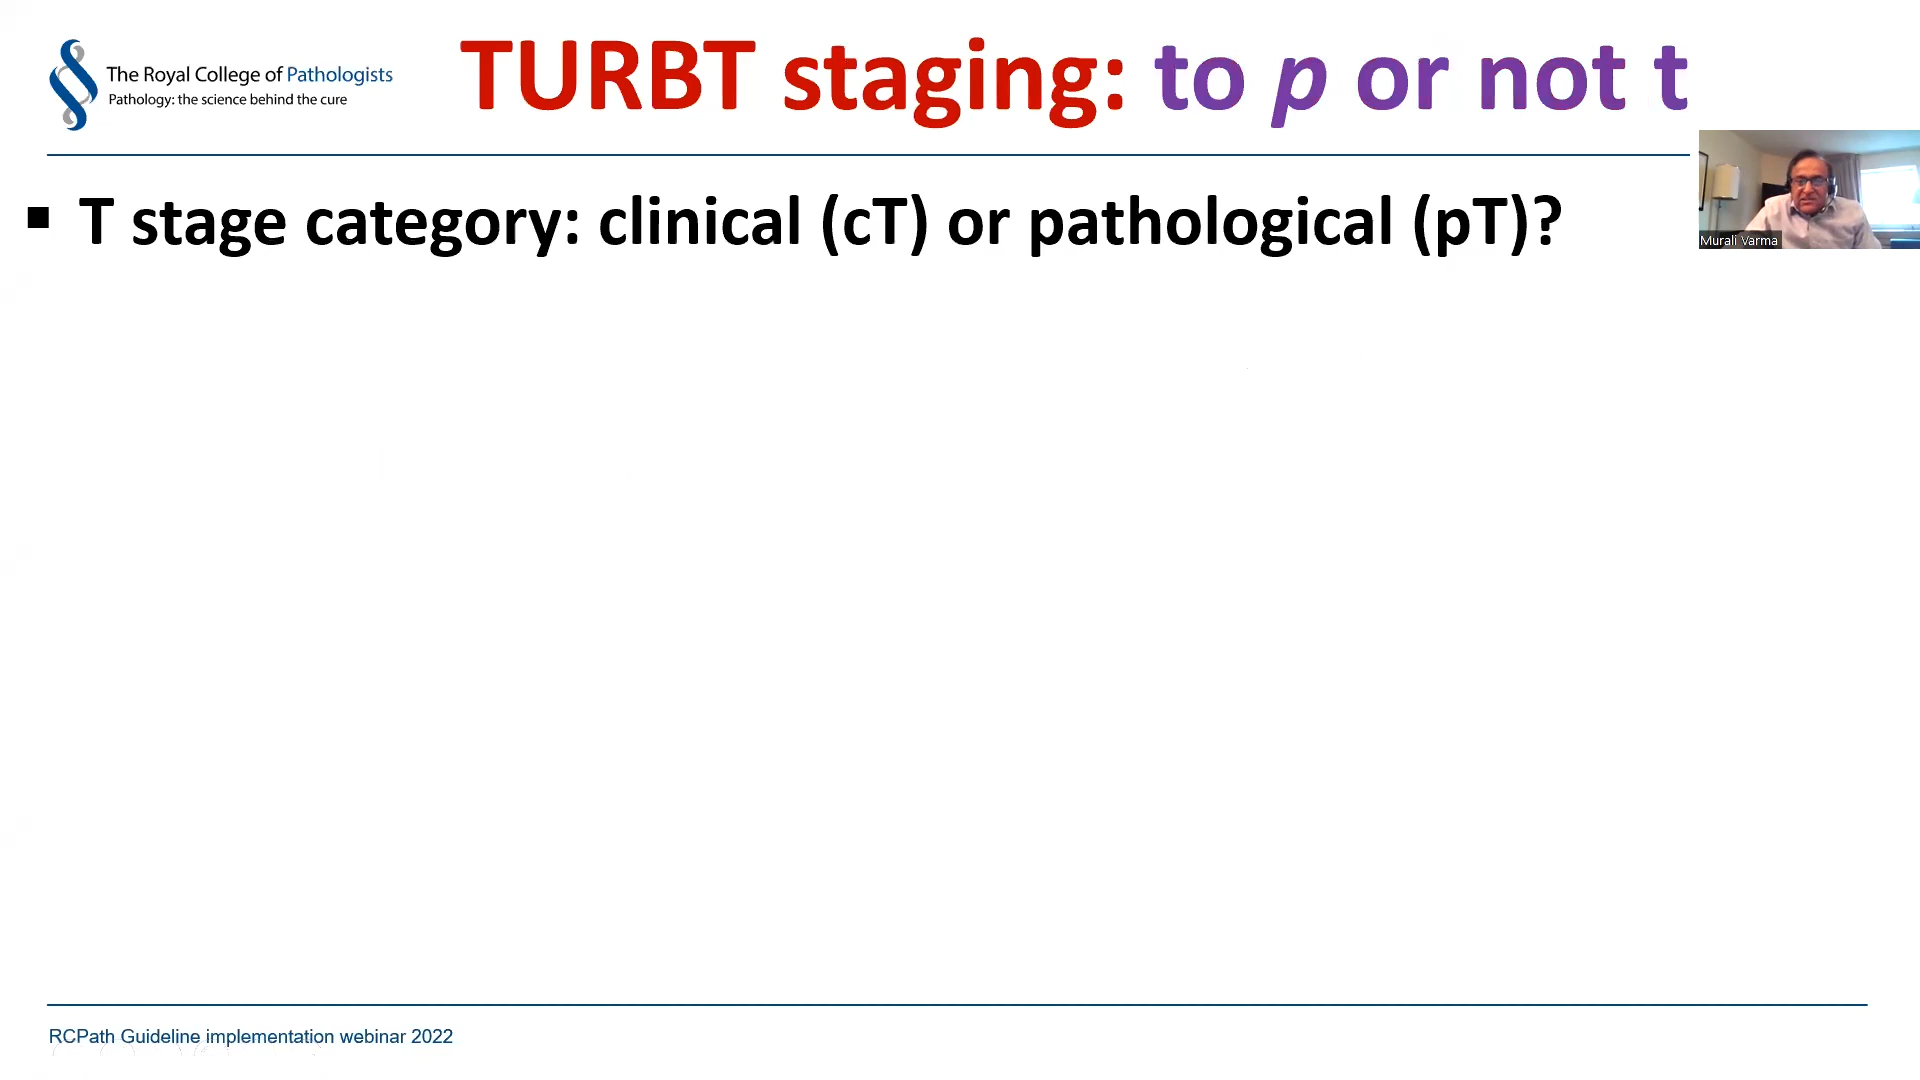 The Royal College of Pathologists
Pathology: the science behind the cure
TURBT staging: to p or not t
Murali Varma
▪ T stage category: clinical (cT) or pathological (pT)?
RCPath Guideline implementation webinar 2022